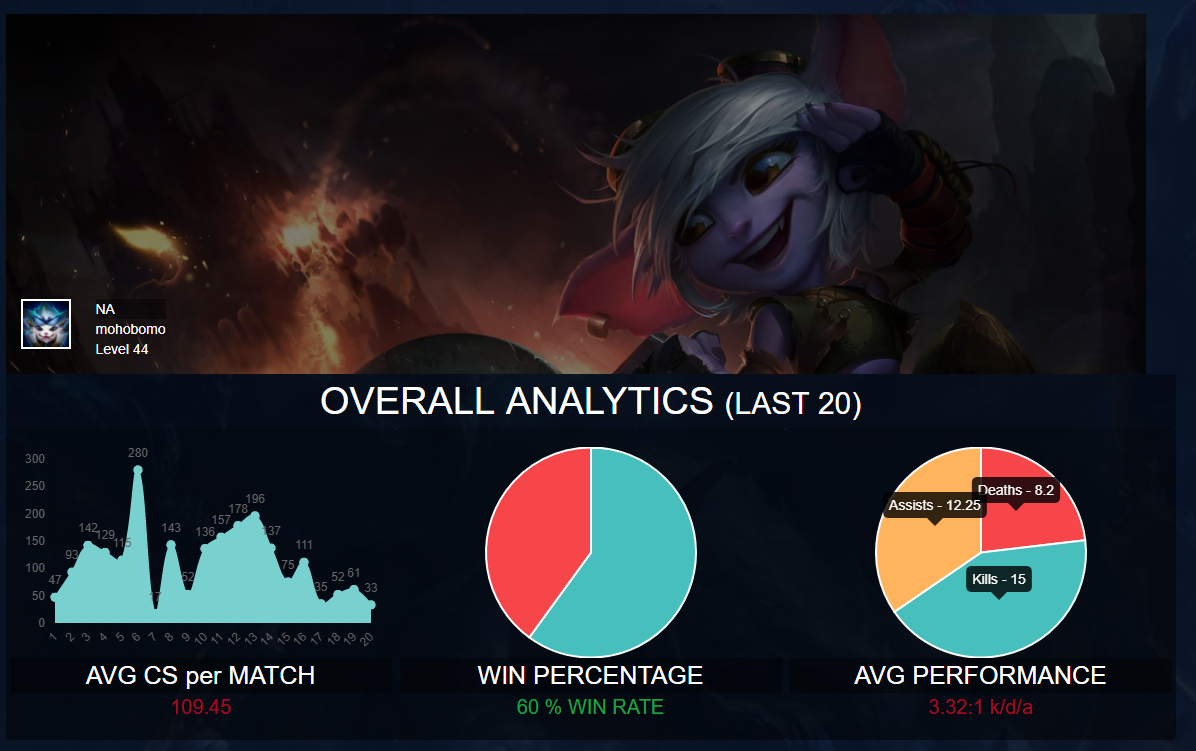 NA
mohobomo
Level 44
OVERALL ANALYTICS (LAST 20)
300
250
200
150
100
50
0
47
93
142
129
115
280
17
143
52
136
157
178
196
137
75
111
35
52
61
33
1 2 3 4 5 6 7 8 9 10 11 12 13 14 15 16 17 18 19 20
Deaths - 8.2
Assists - 12.25
Kills - 15
AVG CS per MATCH
WIN PERCENTAGE
AVG PERFORMANCE
109.45
60 % WIN RATE
3.32:1 k/d/a